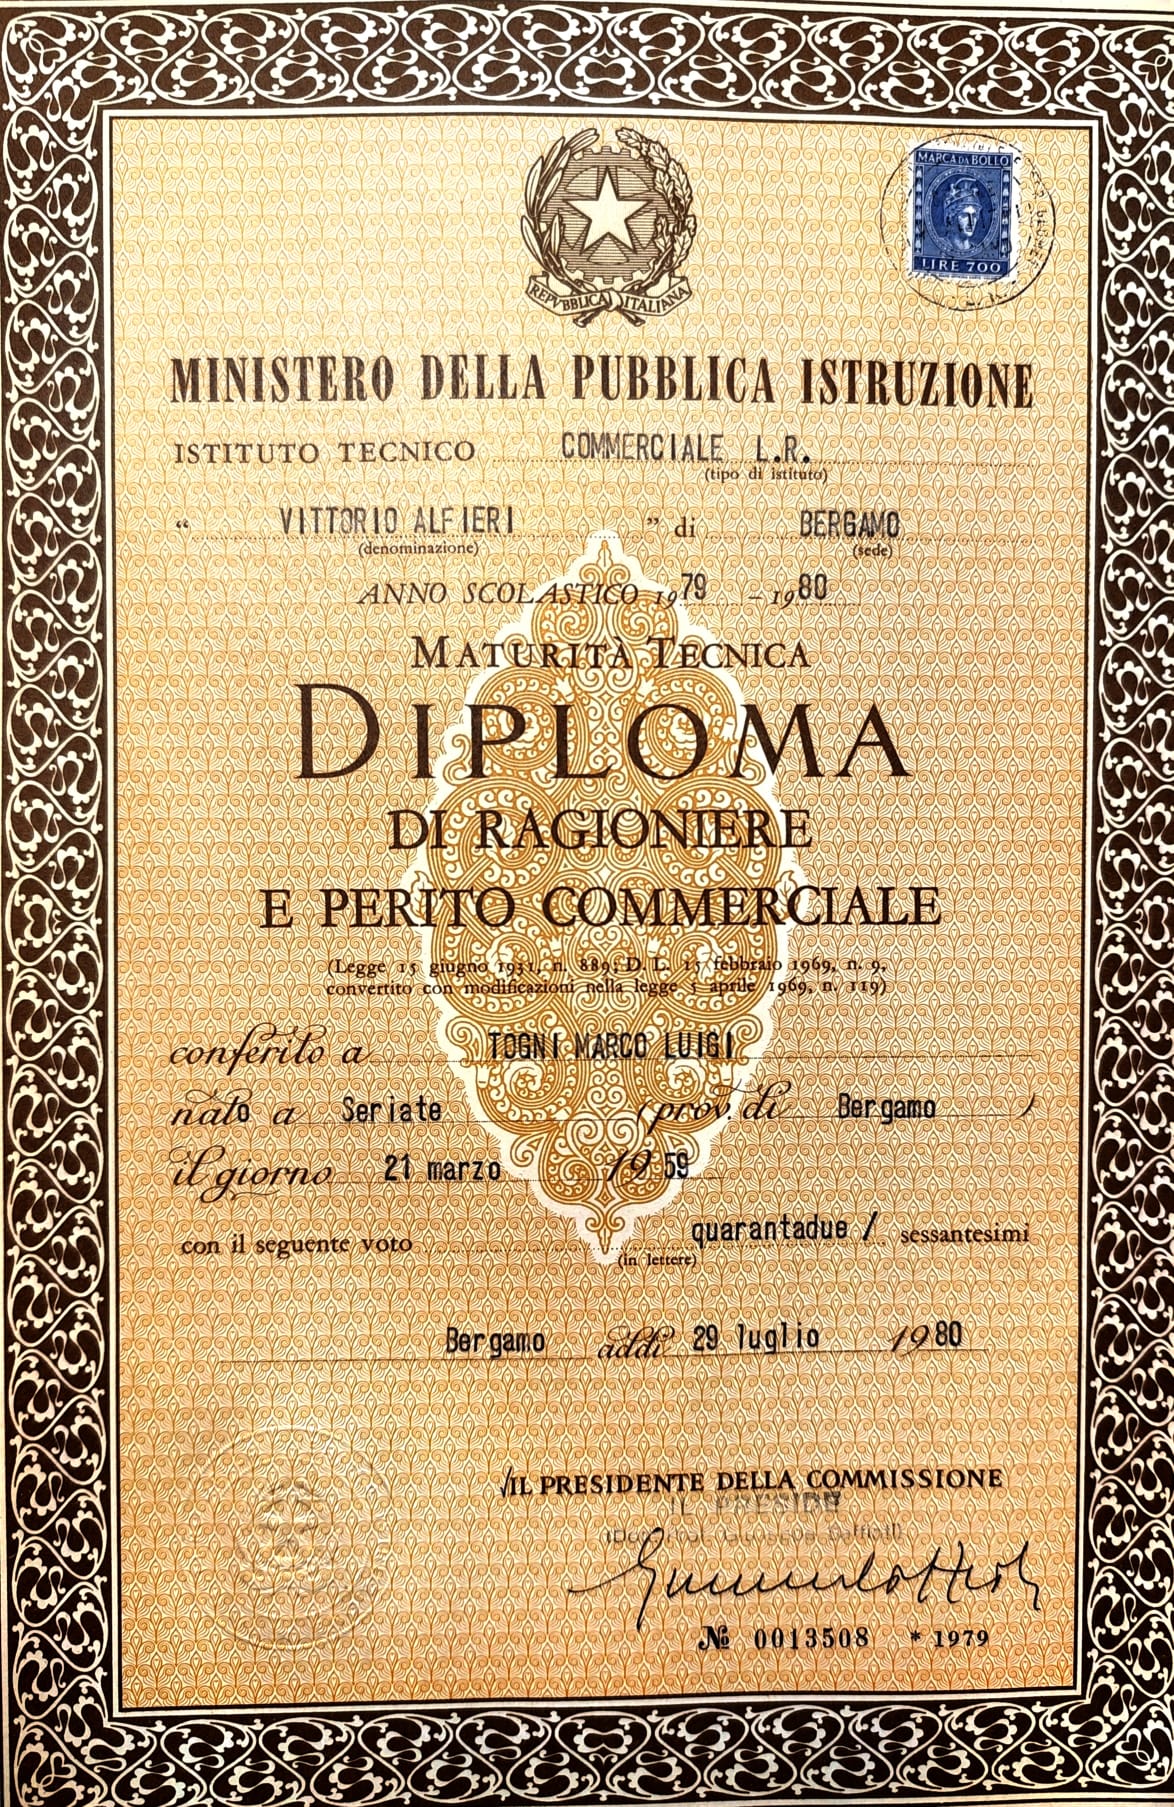 REPVBBLICA ITALIANA
MARCA DA BOLLO
LIRE 700
MINISTERO DELLA PUBBLICA ISTRUZIONE
ISTITUTO TECNICO COMMERCIALE L.R.
(tipo di istituto)
“ VITTORIO ALFIERI ” di BERGAMO
(denominazione) (sede)
ANNO SCOLASTICO 1979 - 1980
MATURITÀ TECNICA
DIPLOMA
DI RAGIONIERE
E PERITO COMMERCIALE
(Legge 15 giugno 1931, n. 889; D. L. 15 febbraio 1969, n. 9,
convertito con modificazioni nella legge 5 aprile 1969, n. 119)
conferito a TOGNI MARCO LUIGI
nato a Seriate (prov. di Bergamo )
il giorno 21 marzo 1959
con il seguente voto quarantadue / sessantesimi
(in lettere)
Bergamo addì 29 luglio 1980
IL PRESIDENTE DELLA COMMISSIONE
IL PRESIDE
№ 0013508 * 1979